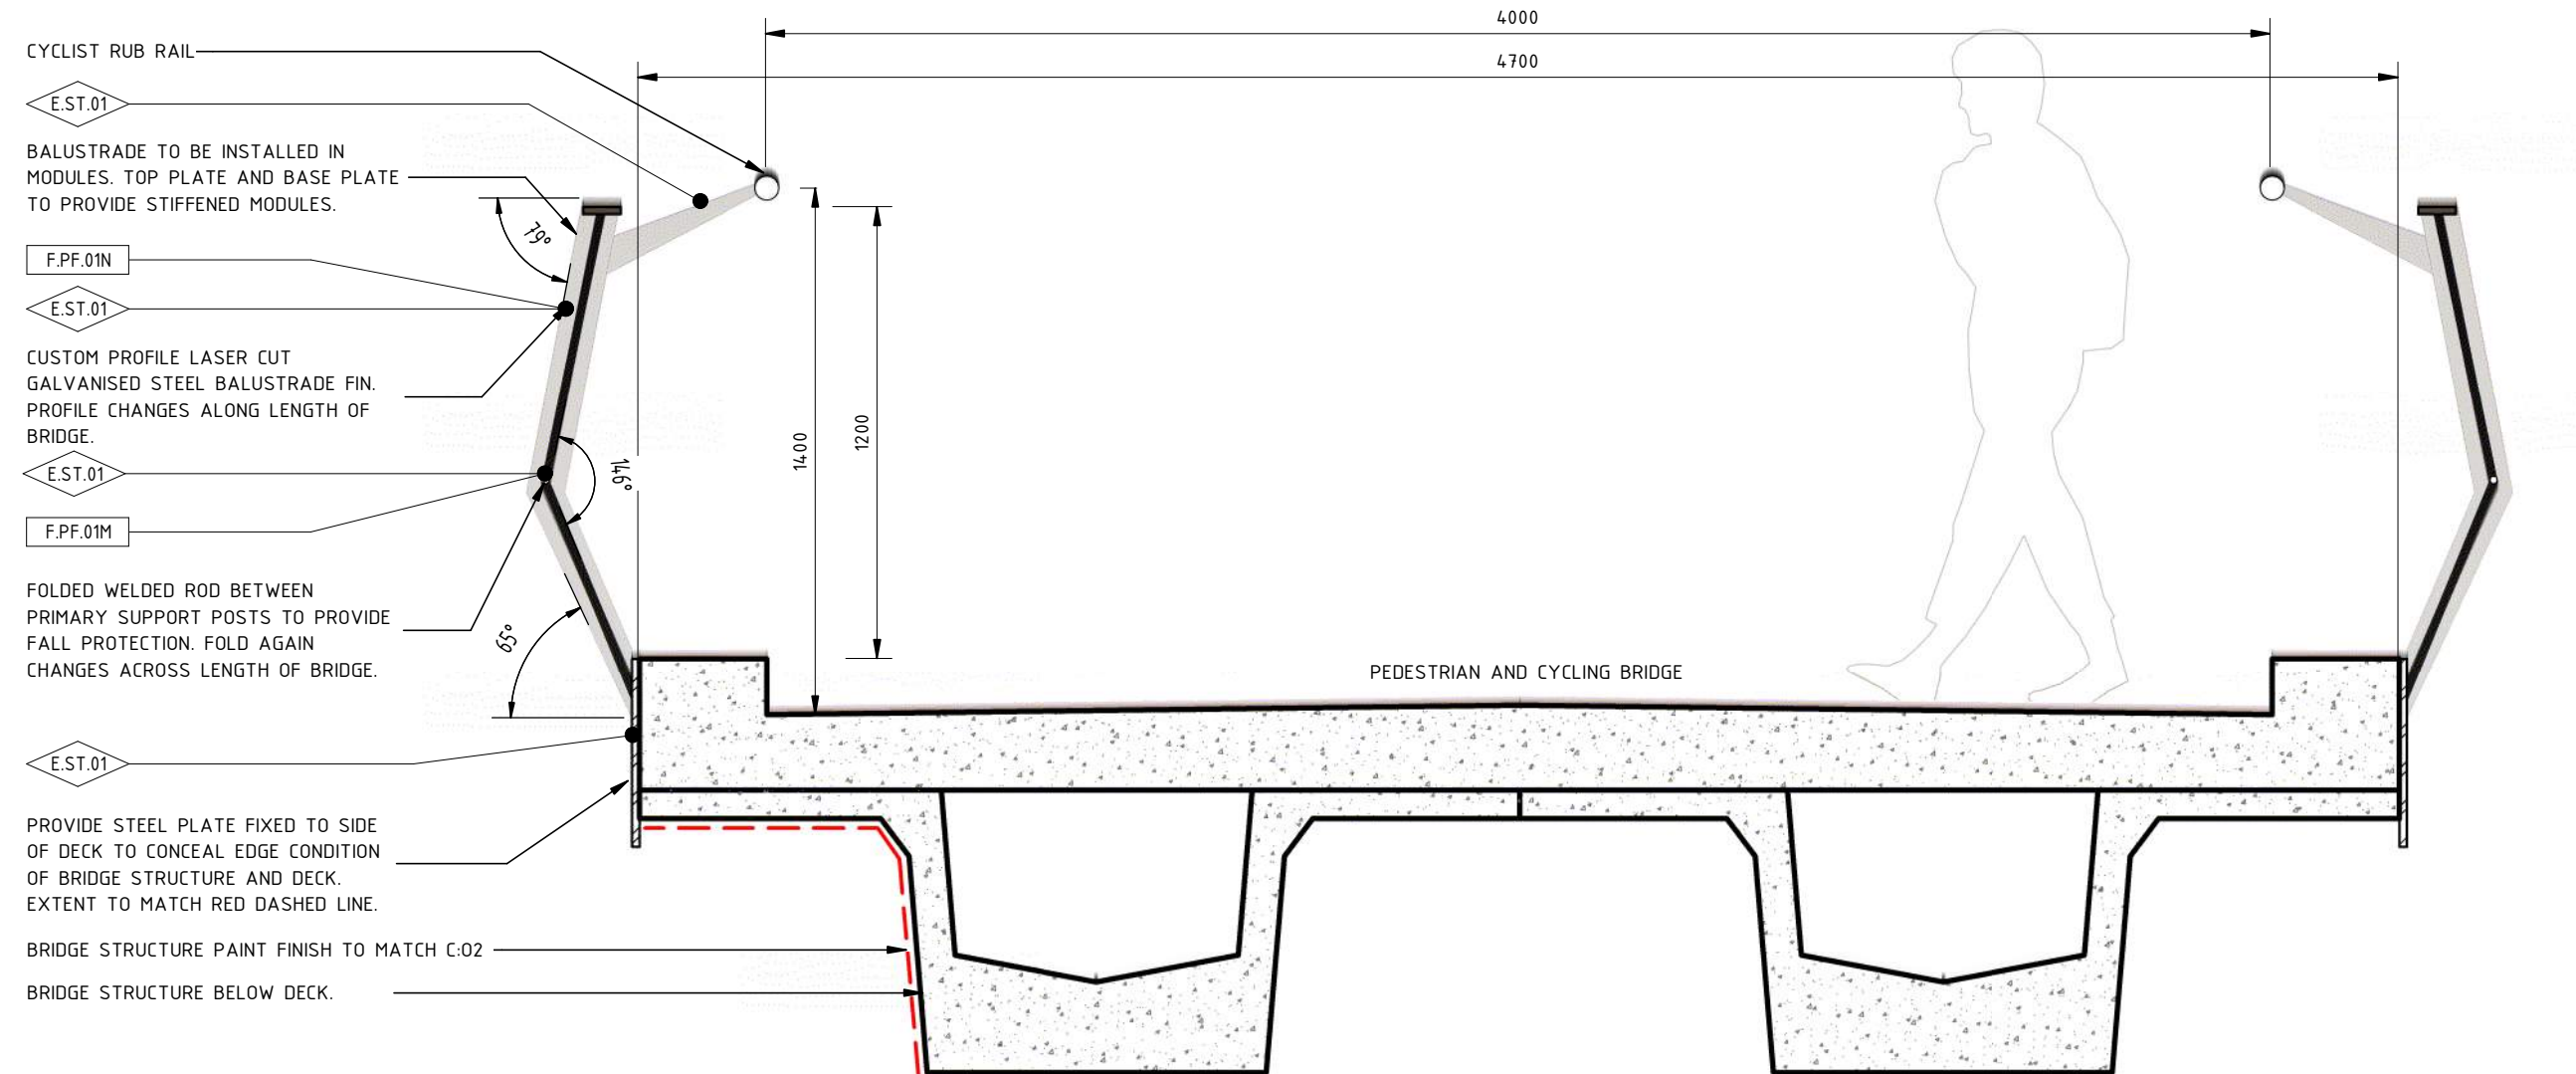 4000
4700
CYCLIST RUB RAIL
E.ST.01
BALUSTRADE TO BE INSTALLED IN
MODULES. TOP PLATE AND BASE PLATE
TO PROVIDE STIFFENED MODULES.
79°
F.PF.01N
E.ST.01
CUSTOM PROFILE LASER CUT
GALVANISED STEEL BALUSTRADE FIN.
PROFILE CHANGES ALONG LENGTH OF
BRIDGE.
1400
1200
146°
E.ST.01
F.PF.01M
FOLDED WELDED ROD BETWEEN
PRIMARY SUPPORT POSTS TO PROVIDE
FALL PROTECTION. FOLD AGAIN
CHANGES ACROSS LENGTH OF BRIDGE.
65°
PEDESTRIAN AND CYCLING BRIDGE
E.ST.01
PROVIDE STEEL PLATE FIXED TO SIDE
OF DECK TO CONCEAL EDGE CONDITION
OF BRIDGE STRUCTURE AND DECK.
EXTENT TO MATCH RED DASHED LINE.
BRIDGE STRUCTURE PAINT FINISH TO MATCH C:02
BRIDGE STRUCTURE BELOW DECK.